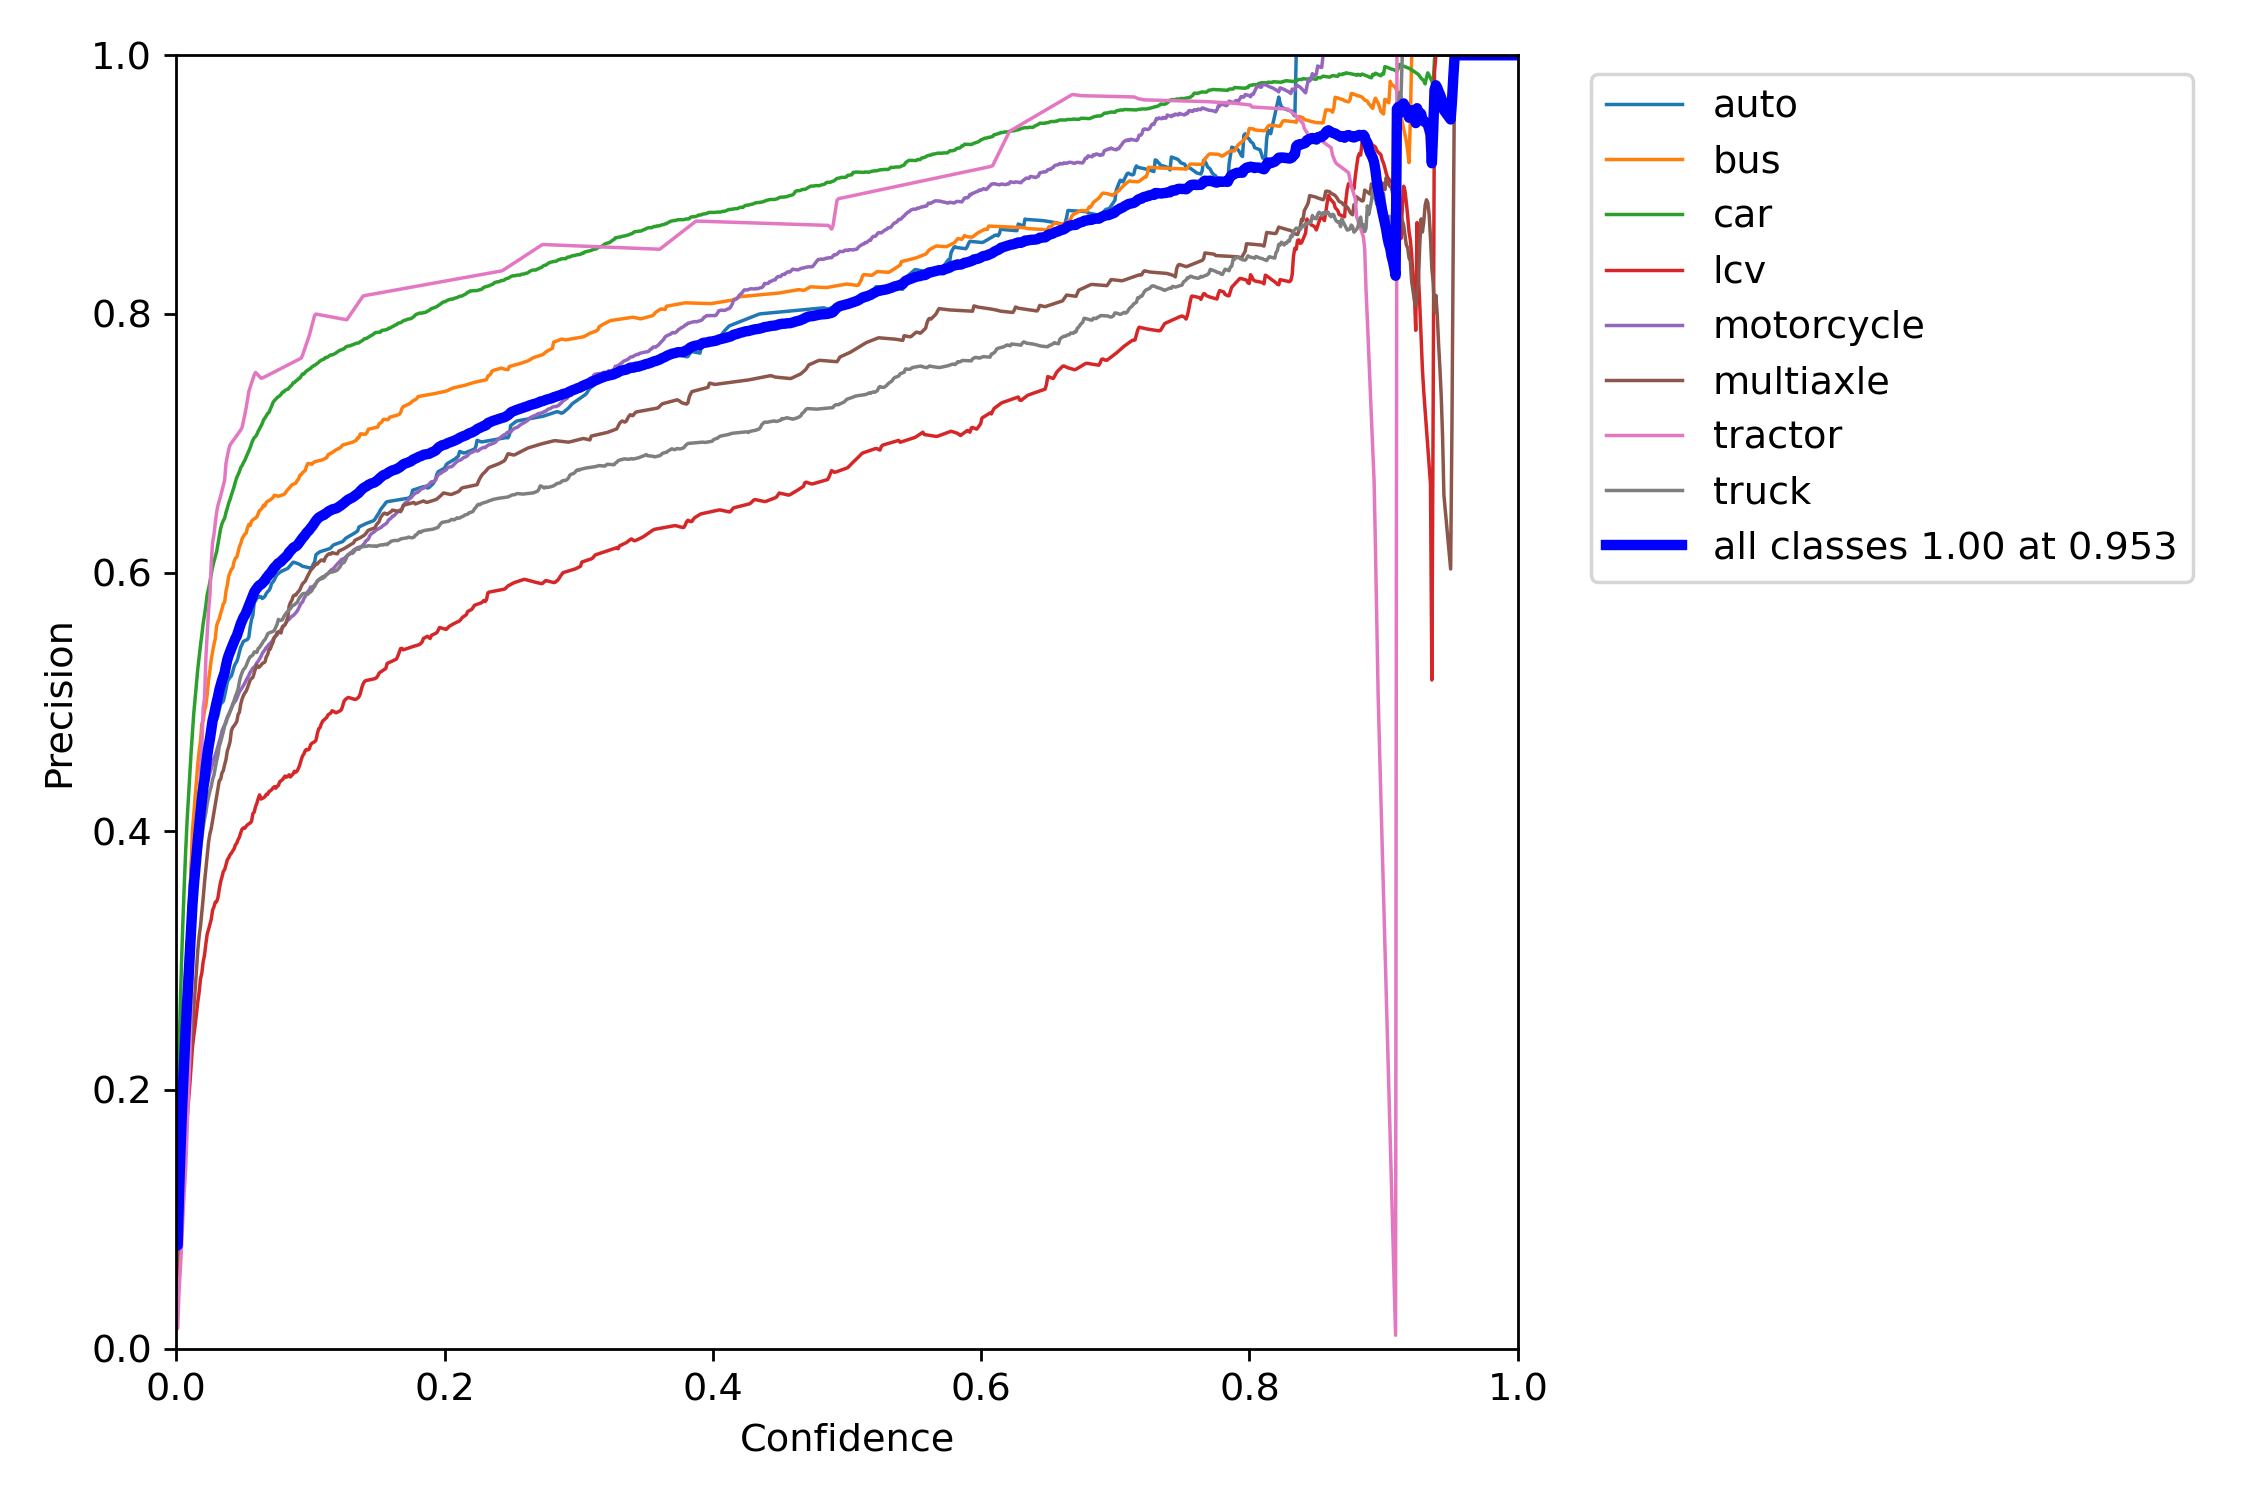 1.0
0.8
0.6
0.4
0.2
0.0
Precision
0.0 0.2 0.4 0.6 0.8 1.0
Confidence
auto
bus
car
lcv
motorcycle
multiaxle
tractor
truck
all classes 1.00 at 0.953